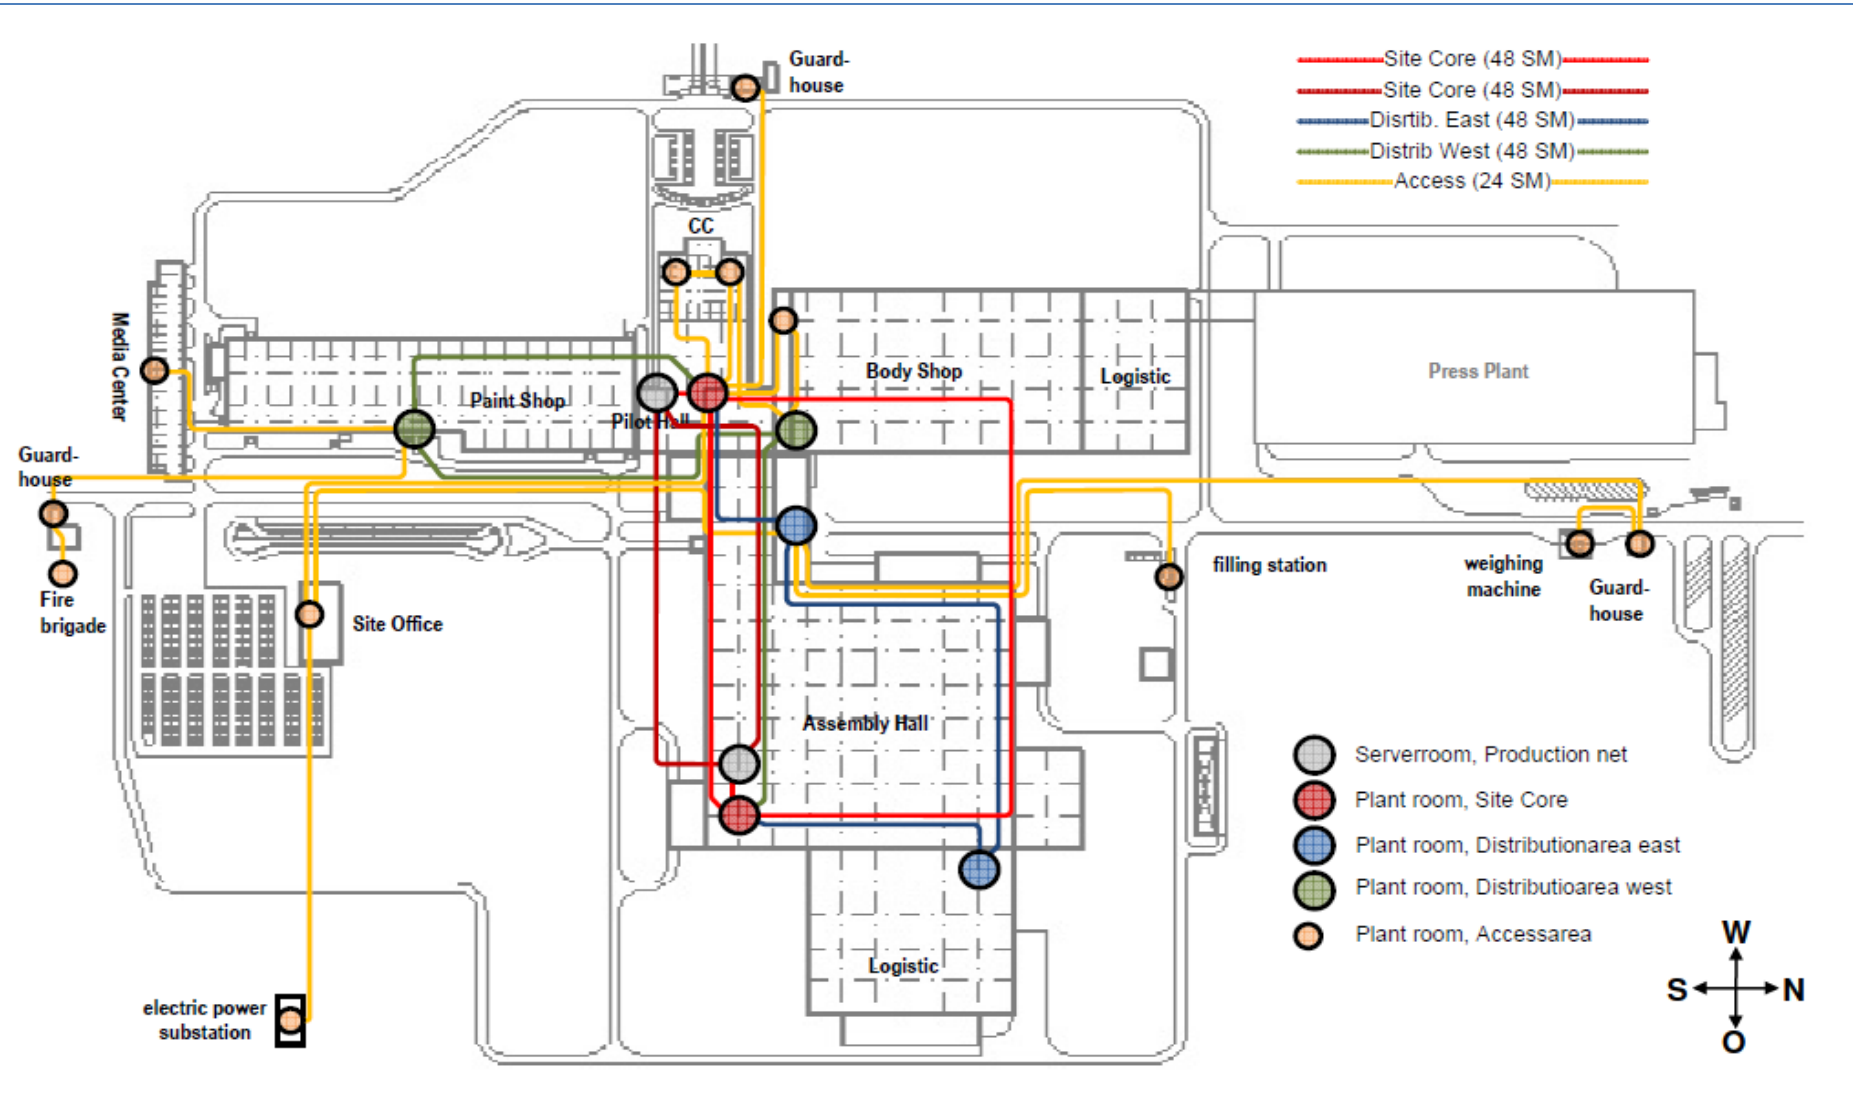 Guard-
house
Site Core (48 SM)
Site Core (48 SM)
Disrtib. East (48 SM)
Distrib West (48 SM)
Access (24 SM)
CC
Media Center
Body Shop
Logistic
Press Plant
Paint Shop
Pilot Hall
Guard-
house
Fire
brigade
Site Office
filling station
weighing
machine
Guard-
house
Assembly Hall
Serverroom, Production net
Plant room, Site Core
Plant room, Distributionarea east
Plant room, Distributioarea west
Plant room, Accessarea
Logistic
electric power
substation
W
S
N
O